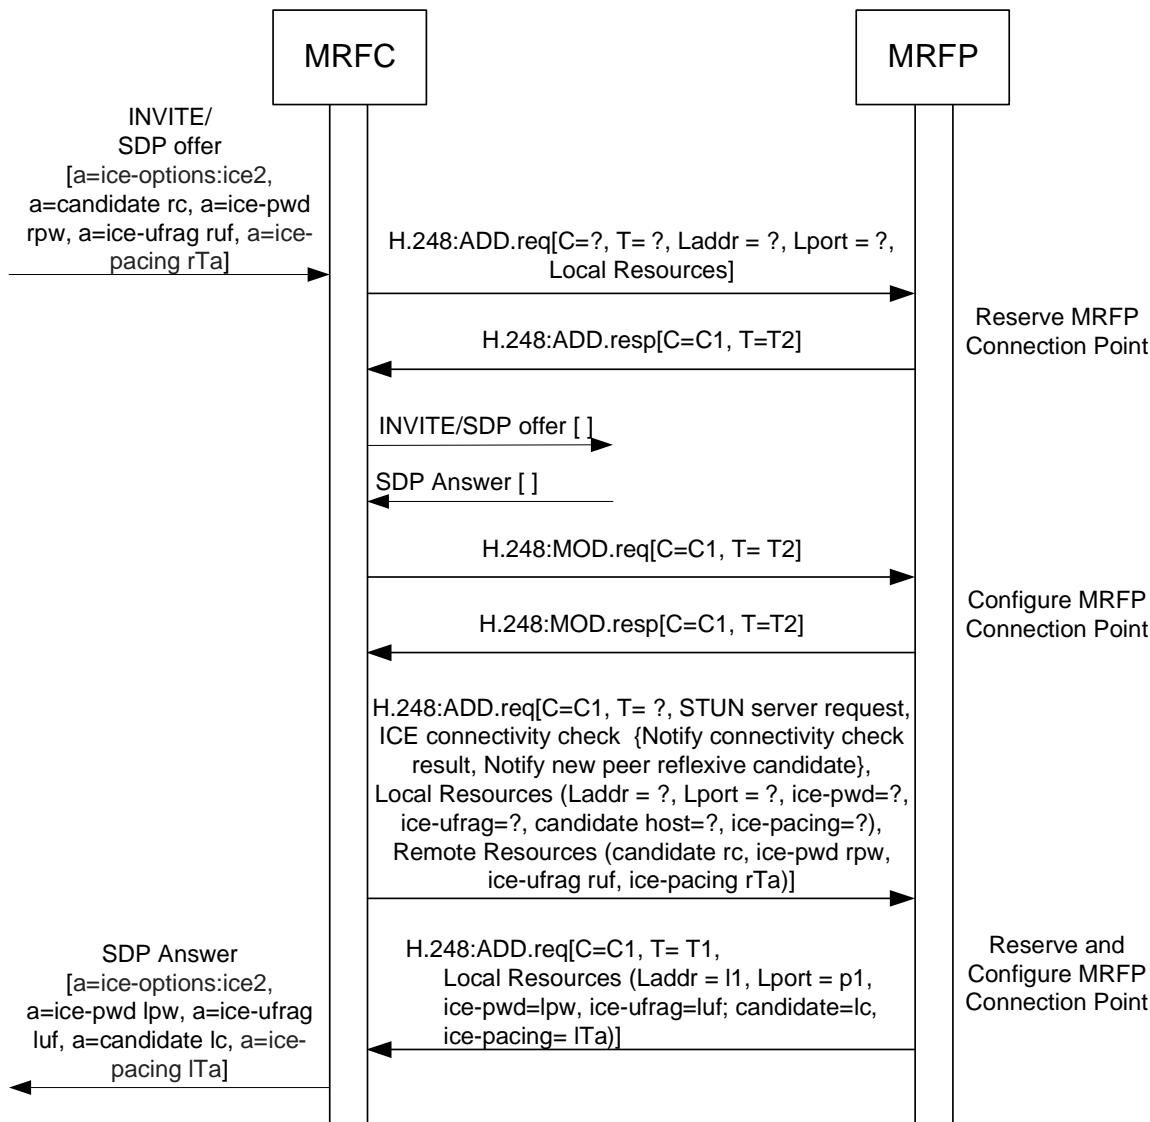 MRFC
MRFP
INVITE/
SDP offer
[a=ice-options:ice2,
a=candidate rc, a=ice-pwd
rpw, a=ice-ufrag ruf, a=ice-
pacing rTa]
H.248:ADD.req[C=?, T= ?, Laddr = ?, Lport = ?,
Local Resources]
Reserve MRFP
Connection Point
H.248:ADD.resp[C=C1, T=T2]
INVITE/SDP offer [ ]
SDP Answer [ ]
H.248:MOD.req[C=C1, T= T2]
Configure MRFP
Connection Point
H.248:MOD.resp[C=C1, T=T2]
H.248:ADD.req[C=C1, T= ?, STUN server request,
ICE connectivity check  {Notify connectivity check
result, Notify new peer reflexive candidate},
Local Resources (Laddr = ?, Lport = ?, ice-pwd=?,
ice-ufrag=?, candidate host=?, ice-pacing=?),
Remote Resources (candidate rc, ice-pwd rpw,
ice-ufrag ruf, ice-pacing rTa)]
Reserve and
Configure MRFP
Connection Point
H.248:ADD.req[C=C1, T= T1,
Local Resources (Laddr = l1, Lport = p1,
ice-pwd=lpw, ice-ufrag=luf; candidate=lc,
ice-pacing= lTa)]
SDP Answer
[a=ice-options:ice2,
a=ice-pwd lpw, a=ice-ufrag
luf, a=candidate lc, a=ice-
pacing lTa]